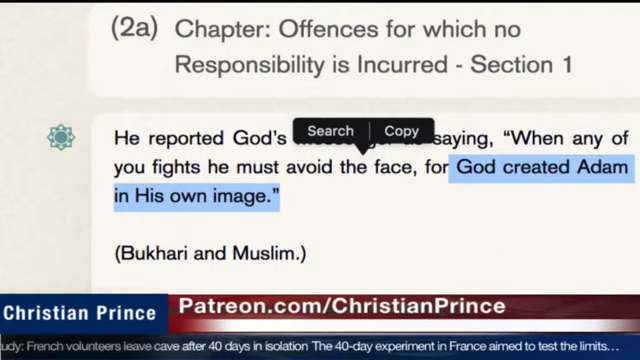 (2a) Chapter: Offences for which no
Responsibility is Incurred - Section 1
Search Copy
He reported God's saying, "When any of
you fights he must avoid the face, for God created Adam
in His own image."
(Bukhari and Muslim.)
Christian Prince
Patreon.com/ChristianPrince
tudy: French volunteers leave cave after 40 days in isolation The 40-day experiment in France aimed to test the limits...